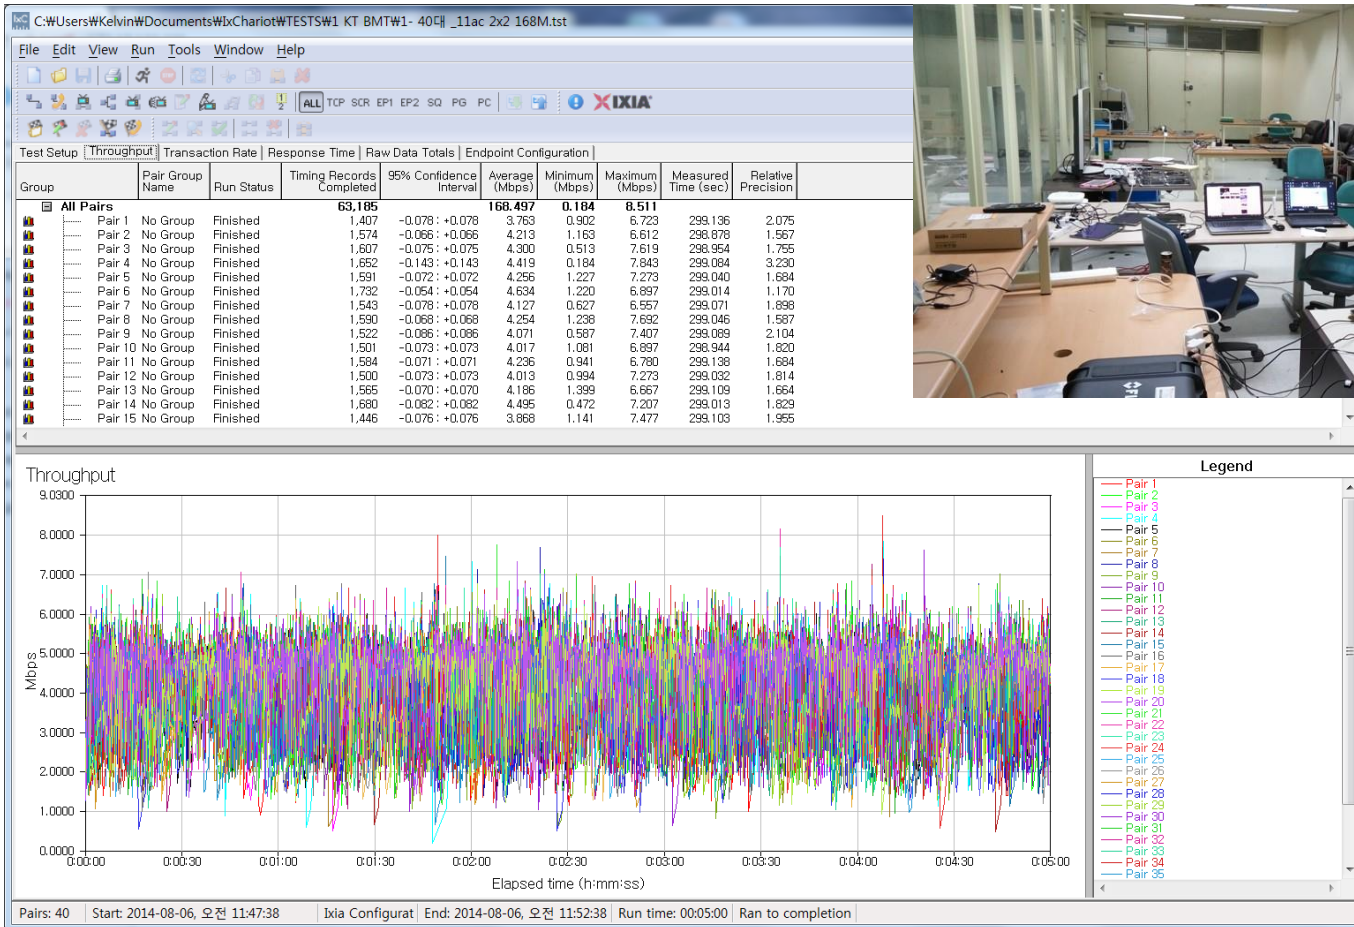 C:₩Users₩Kelvin₩Documents₩IxChariot₩TESTS₩1 KT BMT₩1- 40대 _11ac 2x2 168M.tst
File Edit View Run Tools Window Help
ALL TCP SCR EP1 EP2 SQ PG PC XIXIA
Test Setup Throughput Transaction Rate Response Time Raw Data Totals Endpoint Configuration
Group Pair Group Name Run Status Timing Records Completed 95% Confidence Interval Average (Mbps) Minimum (Mbps) Maximum (Mbps) Measured Time (sec) Relative Precision
All Pairs 63,185 168.497 0.184 8.511
Pair 1 No Group Finished 1,407 -0.078 : +0.078 3.763 0.902 6.723 299.136 2.075
Pair 2 No Group Finished 1,574 -0.066 : +0.066 4.213 1.163 6.612 298.878 1.567
Pair 3 No Group Finished 1,607 -0.075 : +0.075 4.300 0.513 7.619 298.954 1.755
Pair 4 No Group Finished 1,652 -0.143 : +0.143 4.419 0.184 7.843 299.084 3.230
Pair 5 No Group Finished 1,591 -0.072 : +0.072 4.256 1.227 7.273 299.040 1.684
Pair 6 No Group Finished 1,732 -0.054 : +0.054 4.634 1.220 6.897 299.014 1.170
Pair 7 No Group Finished 1,543 -0.078 : +0.078 4.127 0.627 6.557 299.071 1.898
Pair 8 No Group Finished 1,590 -0.068 : +0.068 4.254 1.238 7.692 299.046 1.587
Pair 9 No Group Finished 1,522 -0.086 : +0.086 4.071 0.587 7.407 299.089 2.104
Pair 10 No Group Finished 1,501 -0.073 : +0.073 4.017 1.081 6.897 298.944 1.820
Pair 11 No Group Finished 1,584 -0.071 : +0.071 4.236 0.941 6.780 299.138 1.684
Pair 12 No Group Finished 1,500 -0.073 : +0.073 4.013 0.994 7.273 299.032 1.814
Pair 13 No Group Finished 1,565 -0.070 : +0.070 4.186 1.399 6.667 299.109 1.664
Pair 14 No Group Finished 1,680 -0.082 : +0.082 4.495 0.472 7.207 299.013 1.829
Pair 15 No Group Finished 1,446 -0.076 : +0.076 3.868 1.141 7.477 299.103 1.955
Throughput
9.0300
8.0000
7.0000
6.0000
5.0000
4.0000
3.0000
2.0000
1.0000
0.0000
Mbps
0:00:00 0:00:30 0:01:00 0:01:30 0:02:00 0:02:30 0:03:00 0:03:30 0:04:00 0:04:30 0:05:00
Elapsed time (h:mm:ss)
Legend
Pair 1
Pair 2
Pair 3
Pair 4
Pair 5
Pair 6
Pair 7
Pair 8
Pair 9
Pair 10
Pair 11
Pair 12
Pair 13
Pair 14
Pair 15
Pair 16
Pair 17
Pair 18
Pair 19
Pair 20
Pair 21
Pair 22
Pair 23
Pair 24
Pair 25
Pair 26
Pair 27
Pair 28
Pair 29
Pair 30
Pair 31
Pair 32
Pair 33
Pair 34
Pair 35
Pairs: 40 Start: 2014-08-06, 오전 11:47:38 Ixia Configurat End: 2014-08-06, 오전 11:52:38 Run time: 00:05:00 Ran to completion